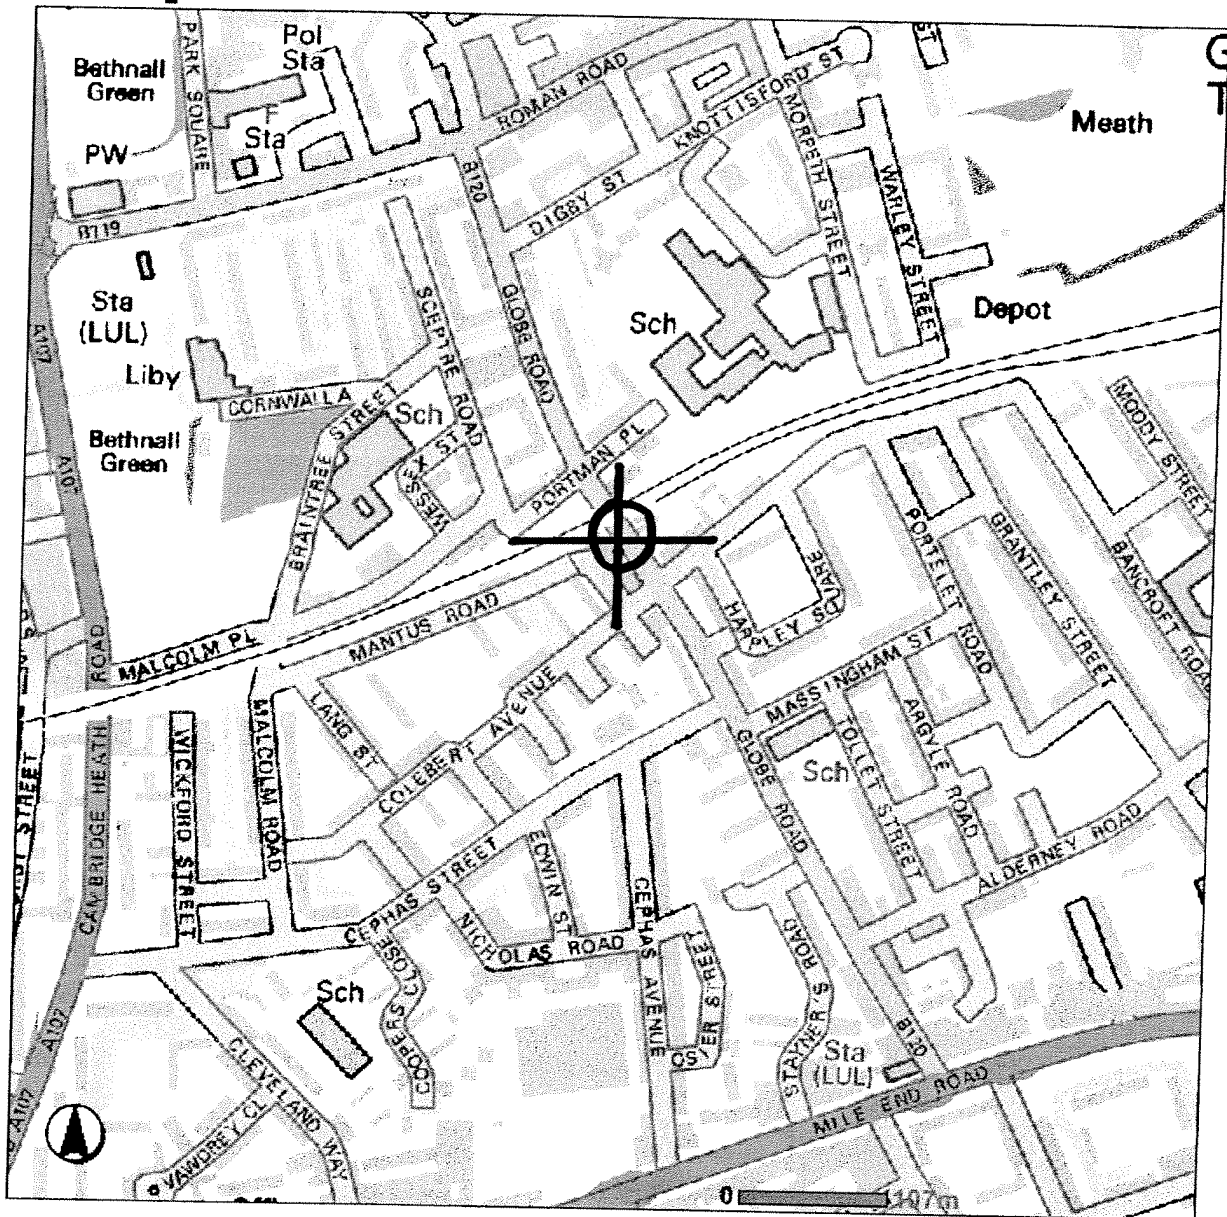 PARK SQUARE
Pol
Sta
Bethnall
Green
F
Sta
PW
B119
ROMAN ROAD
B120
KNOTTISFORD ST
DIGBY ST
MORPETH STREET
WARLEY STREET
Meath
G
T
ST
Depot
Sta
(LUL)
Liby
A107
SCEPTRE ROAD
GLOBE ROAD
Sch
CORNWALL A
BRAINTREE STREET
Sch
WESSEX ST
PORTMAN PL
Bethnall
Green
A107
MOODY STREET
BANCROFT ROAD
GRANTLEY STREET
PORTELET ROAD
HARPLEY SQUARE
MALCOLM PL
MANTUS ROAD
MASSINGHAM ST
LANG ST
COLEBERT AVENUE
MALCOLM ROAD
WICKFORD STREET
CAMBRIDGE HEATH ROAD
STREET
GLOBE ROAD
Sch
TOLLET STREET
ARGYLE ROAD
ALDERNEY ROAD
CEPHAS STREET
EDWIN ST
NICHOLAS ROAD
CEPHAS AVENUE
COOPERS CLOSE
Sch
STAYNER'S ROAD
B120
Sta
(LUL)
MILE END ROAD
CLEVELAND WAY
VAWDREY CL
A107
A107
0
107m